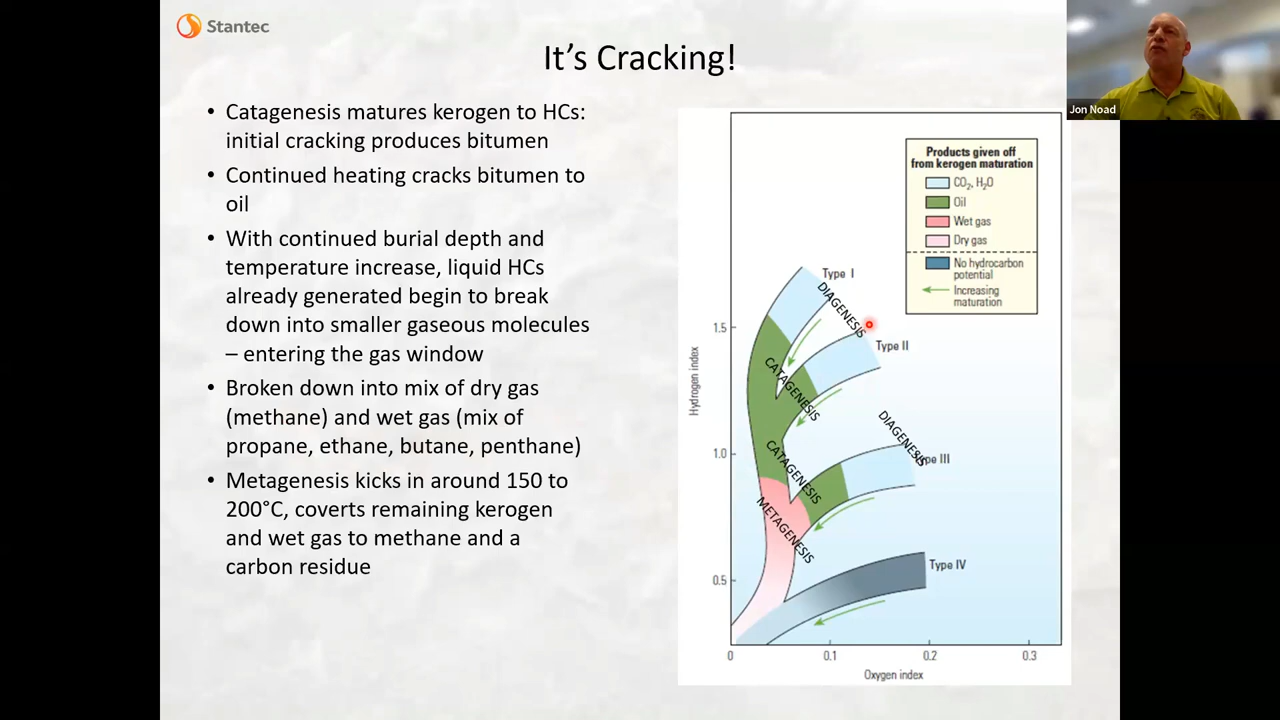 Stantec
It's Cracking!
Jon Noad
• Catagenesis matures kerogen to HCs:
initial cracking produces bitumen
• Continued heating cracks bitumen to
oil
• With continued burial depth and
temperature increase, liquid HCs
already generated begin to break
down into smaller gaseous molecules
– entering the gas window
• Broken down into mix of dry gas
(methane) and wet gas (mix of
propane, ethane, butane, penthane)
• Metagenesis kicks in around 150 to
200°C, coverts remaining kerogen
and wet gas to methane and a
carbon residue
Products given off
from kerogen maturation
CO₂, H₂O
Oil
Wet gas
Dry gas
No hydrocarbon
potential
Increasing
maturation
Type I
DIAGENESIS
Type II
CATAGENESIS
DIAGENESIS
CATAGENESIS
METAGENESIS
Type IV
Hydrogen index
1.5
1.0
0.5
0
0.1
0.2
0.3
Oxygen index